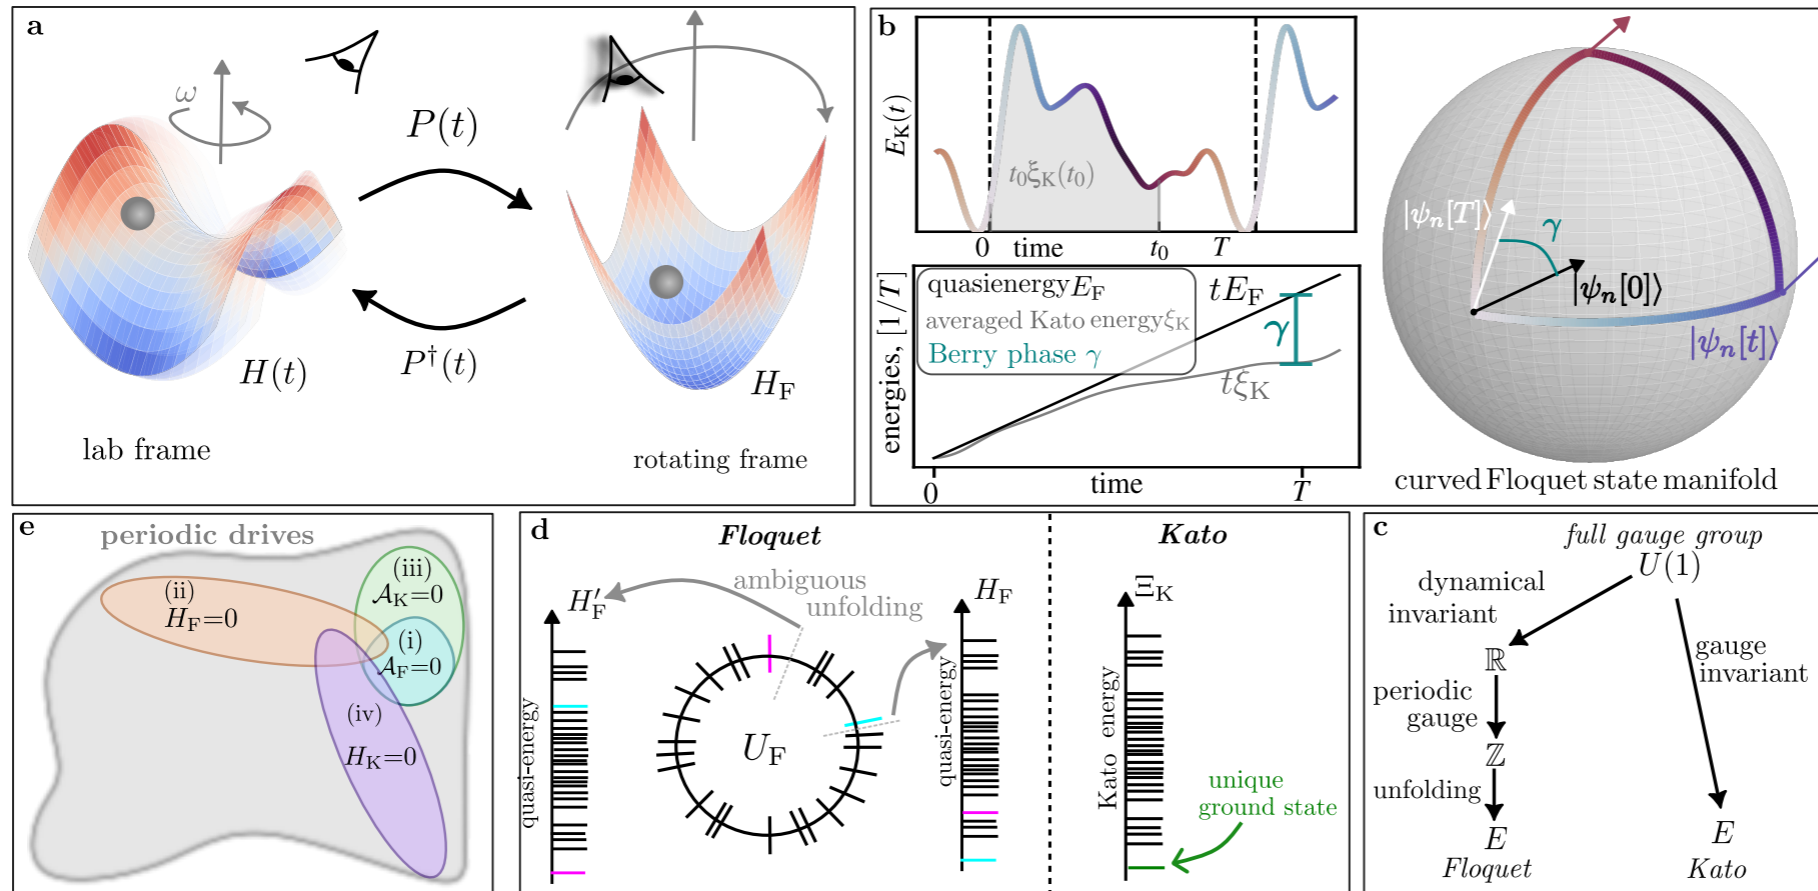 a
ω
P(t)
P†(t)
H(t)
H_F
lab frame
rotating frame
b
E_K(t)
t₀ξ_K(t₀)
0
time
t₀
T
energies, [1/T]
quasienergy E_F
averaged Kato energy ξ_K
Berry phase γ
tE_F
γ
tξ_K
0
time
T
|ψ_n[T]⟩
γ
|ψ_n[0]⟩
|ψ_n[t]⟩
curved Floquet state manifold
e
periodic drives
(ii)
H_F=0
(iii)
𝒜_K=0
(i)
𝒜_F=0
(iv)
H_K=0
d
Floquet
Kato
H′_F
ambiguous
unfolding
H_F
Ξ_K
quasi-energy
U_F
quasi-energy
Kato energy
unique
ground state
c
full gauge group
U(1)
dynamical
invariant
gauge
invariant
ℝ
periodic
gauge
ℤ
unfolding
E
Floquet
E
Kato